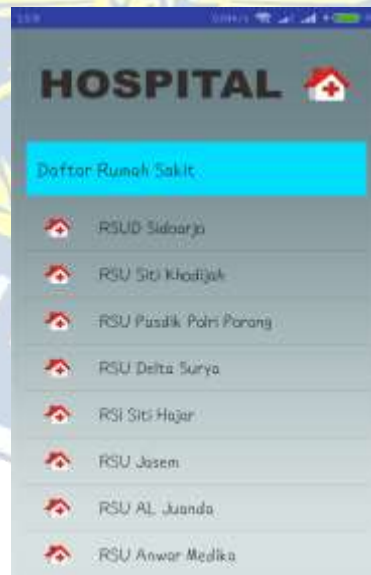 HOSPITAL
Daftar Rumah Sakit
RSUD Sidoarjo
RSU Siti Khodijah
RSU Pusdik Polri Porong
RSU Delta Surya
RSI Siti Hajar
RSU Jasem
RSU AL Juanda
RSU Anwar Medika